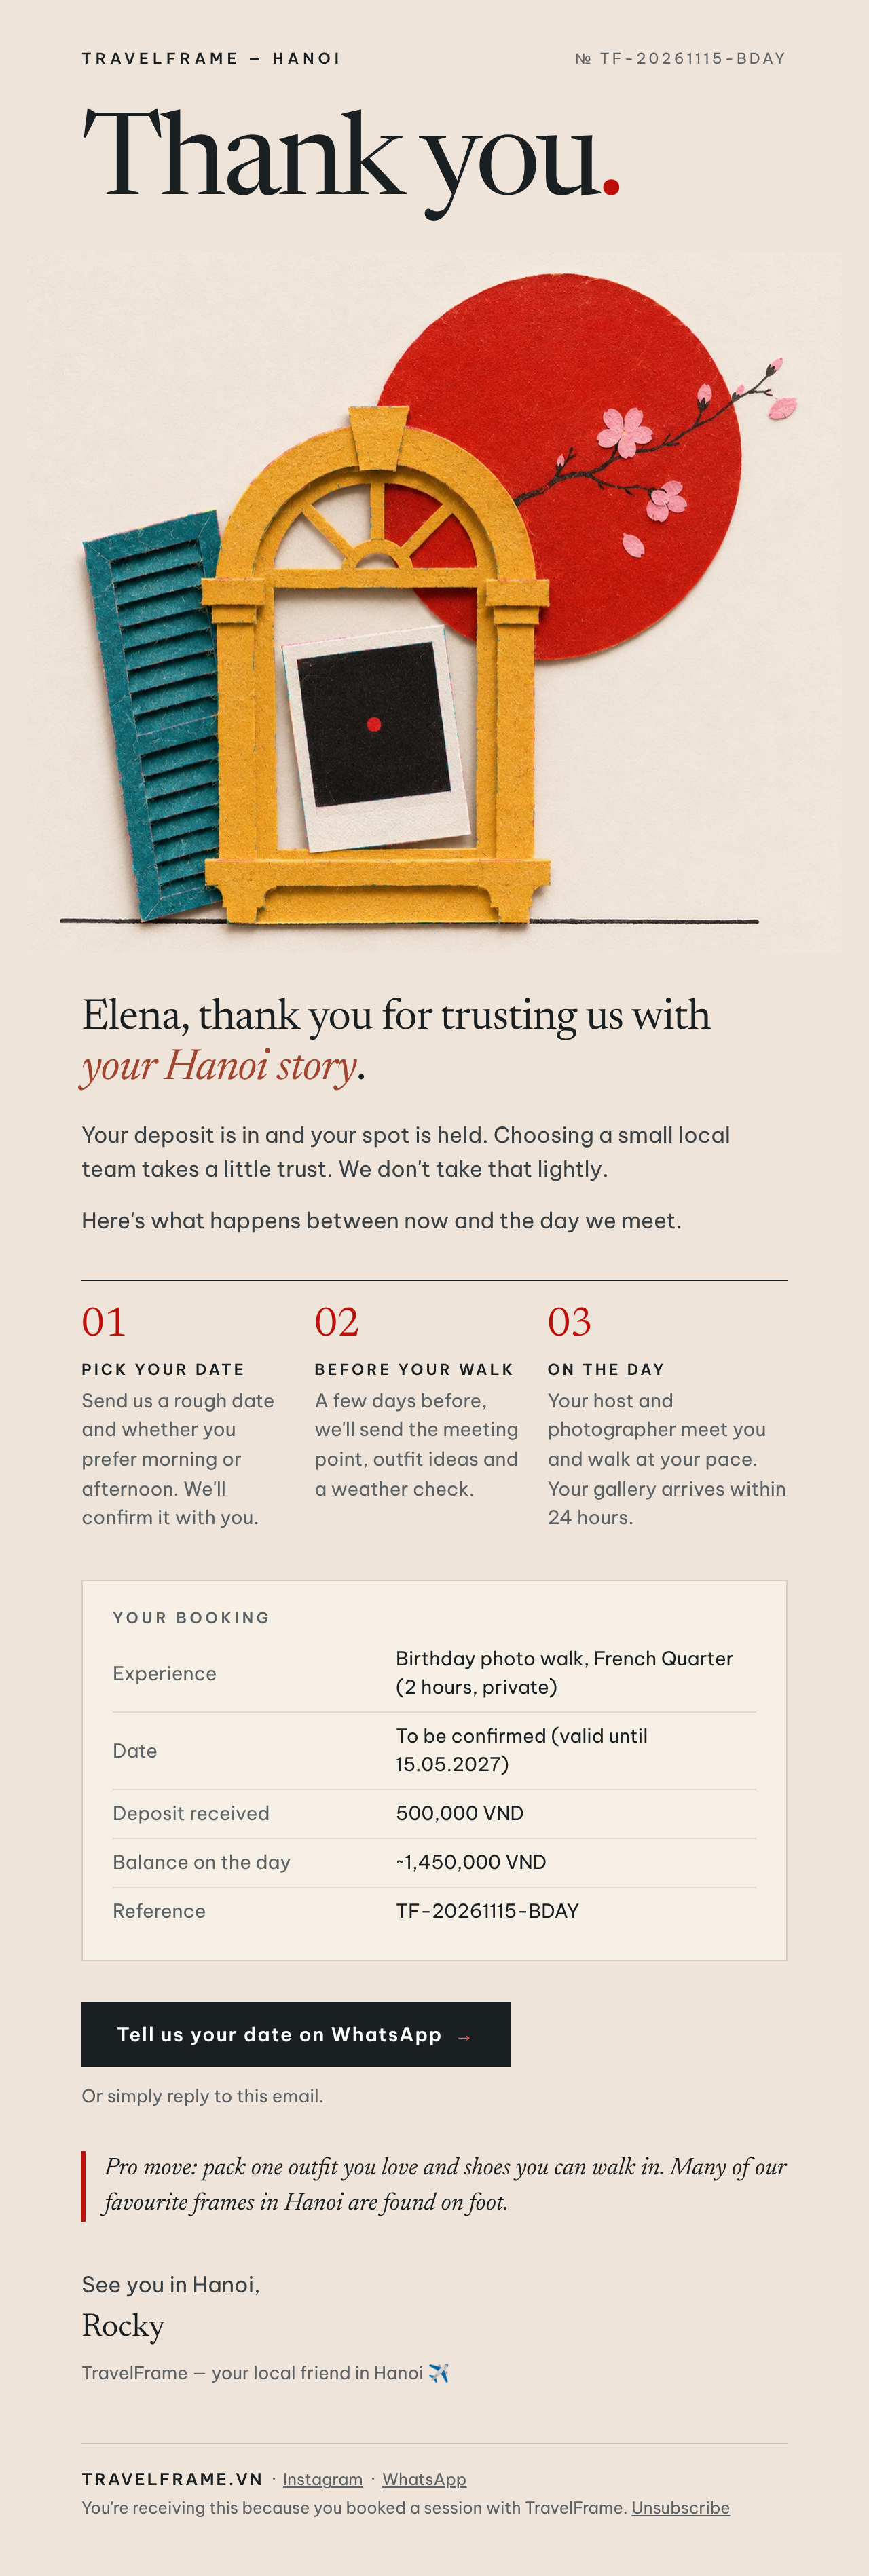 TRAVELFRAME — HANOI
№ TF-20261115-BDAY
Thank you.
Elena, thank you for trusting us with
your Hanoi story.
Your deposit is in and your spot is held. Choosing a small local
team takes a little trust. We don't take that lightly.
Here's what happens between now and the day we meet.
01
PICK YOUR DATE
Send us a rough date
and whether you
prefer morning or
afternoon. We'll
confirm it with you.
02
BEFORE YOUR WALK
A few days before,
we'll send the meeting
point, outfit ideas and
a weather check.
03
ON THE DAY
Your host and
photographer meet you
and walk at your pace.
Your gallery arrives within
24 hours.
YOUR BOOKING
Experience
Birthday photo walk, French Quarter
(2 hours, private)
Date
To be confirmed (valid until
15.05.2027)
Deposit received
500,000 VND
Balance on the day
~1,450,000 VND
Reference
TF-20261115-BDAY
Tell us your date on WhatsApp →
Or simply reply to this email.
Pro move: pack one outfit you love and shoes you can walk in. Many of our
favourite frames in Hanoi are found on foot.
See you in Hanoi,
Rocky
TravelFrame — your local friend in Hanoi ✈️
TRAVELFRAME.VN · Instagram · WhatsApp
You're receiving this because you booked a session with TravelFrame. Unsubscribe